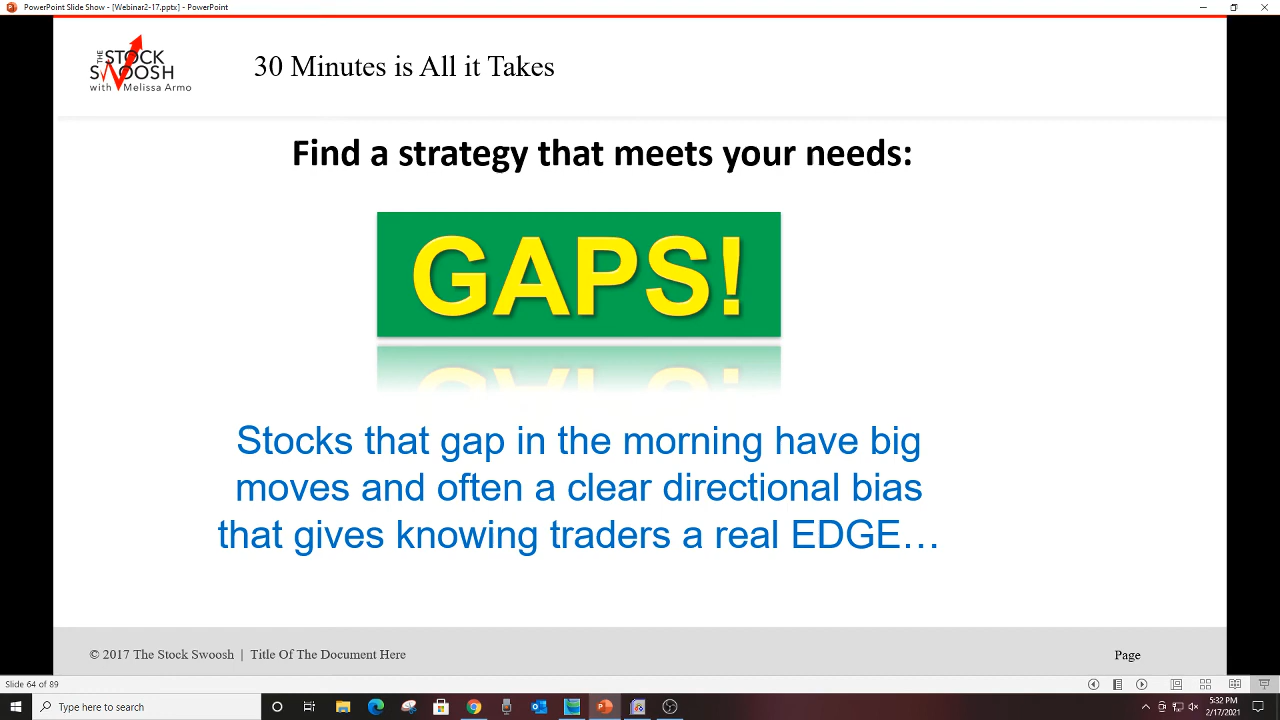 PowerPoint Slide Show - [Webinar2-17.pptx] - PowerPoint
THE STOCK
SWOOSH
with Melissa Armo
30 Minutes is All it Takes
Find a strategy that meets your needs:
GAPS!
Stocks that gap in the morning have big
moves and often a clear directional bias
that gives knowing traders a real EDGE…
© 2017 The Stock Swoosh | Title Of The Document Here
Page
Slide 64 of 89
Type here to search
5:32 PM
2/17/2021